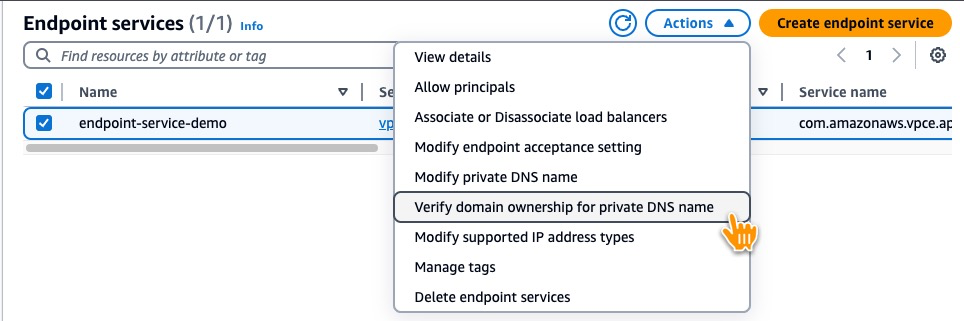 Endpoint services (1/1) Info
Actions
Create endpoint service
Find resources by attribute or tag
1
Name
Service name
endpoint-service-demo
com.amazonaws.vpce.ap
View details
Allow principals
Associate or Disassociate load balancers
Modify endpoint acceptance setting
Modify private DNS name
Verify domain ownership for private DNS name
Modify supported IP address types
Manage tags
Delete endpoint services